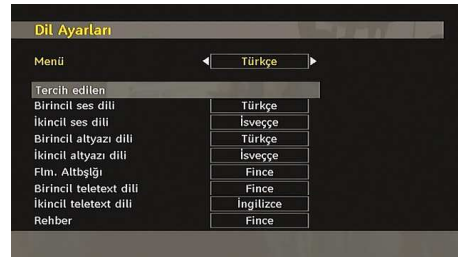 Dil Ayarları
Menü Türkçe
Tercih edilen
Birincil ses dili Türkçe
İkincil ses dili İsveççe
Birincil altyazı dili Türkçe
İkincil altyazı dili İsveççe
Flm. Altbşlğı Fince
Birincil teletext dili Fince
İkincil teletext dili İngilizce
Rehber Fince